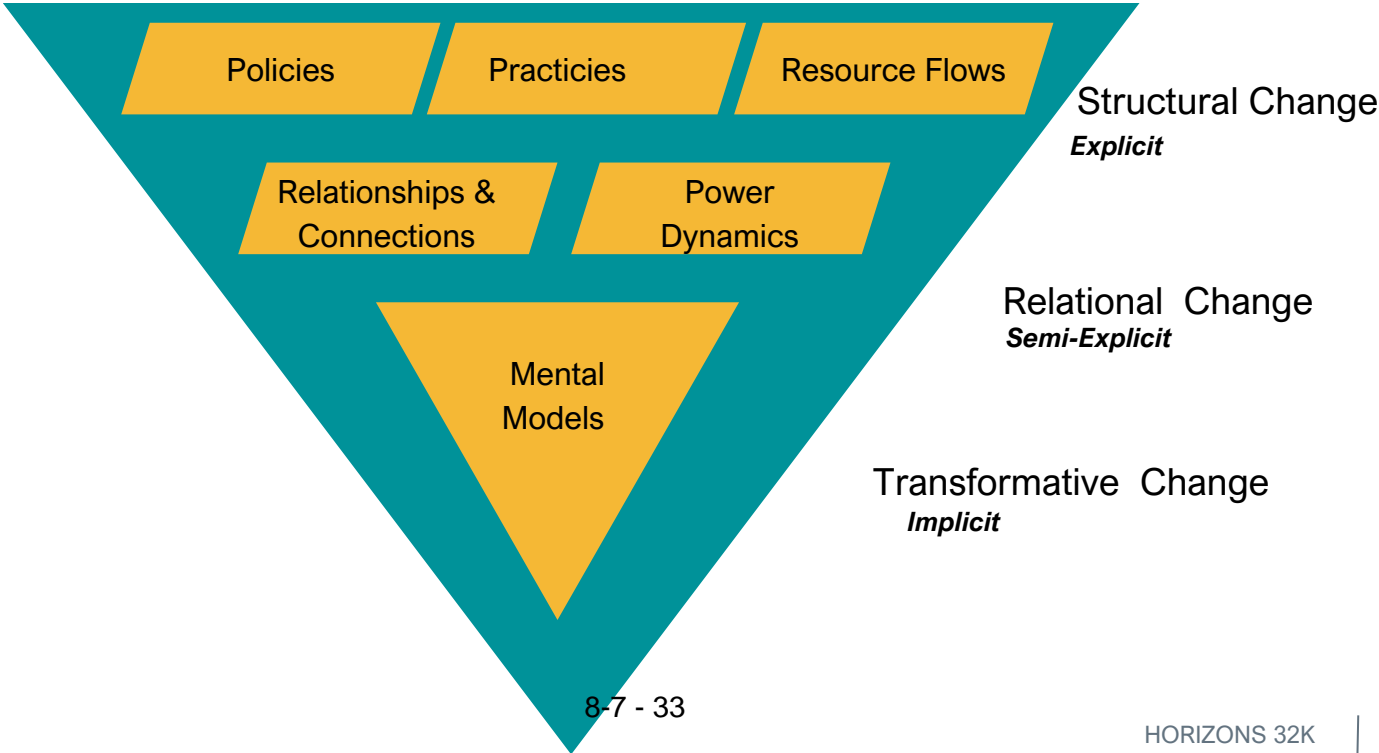 Policies
Practicies
Resource Flows
Structural Change
Explicit
Relationships &
Connections
Power
Dynamics
Relational Change
Semi-Explicit
Mental
Models
Transformative Change
Implicit
8-7 - 33
HORIZONS 32K |